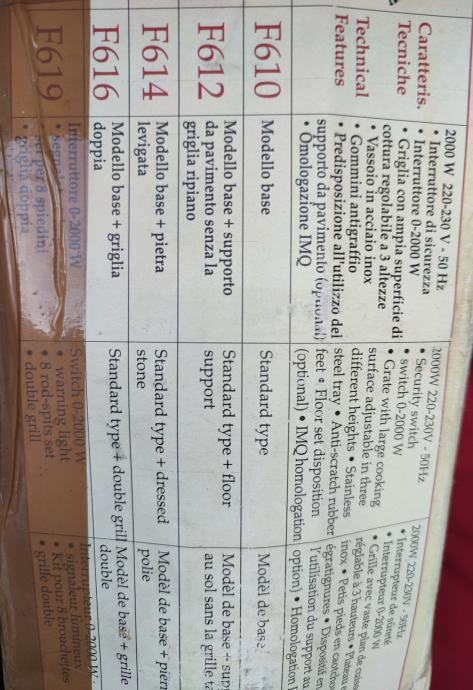 Caratteris.
Tecniche
Technical
Features
2000 W 220-230 V - 50 Hz
• Interruttore di sicurezza
• Interruttore 0-2000 W
• Griglia con ampia superficie di
cottura regolabile a 3 altezze
• Vassoio in acciaio inox
• Gommini antigraffio
• Predisposizione all'utilizzo del
supporto da pavimento (optional)
• Omologazione IMQ
2000W 220-230V - 50Hz
• Security switch
• switch 0-2000 W
• Grate with large cooking
surface adjustable in three
different heights • Stainless
steel tray • Anti-scratch rubber
feet • Floor set disposition
(optional) • IMQ homologation
2000W 220-230V 50Hz
• Interrupteur de sûreté
• Interrupteur 0-2000 W
• Grille avec vaste plan de
réglable à 3 hauteurs • Plateau
inox • Petits pieds en
égratignures • Dispositif
l'utilisation du support au
option) • Homologation
F610
Modello base
Standard type
Modèl de base
F612
Modello base + supporto
da pavimento senza la
griglia ripiano
Standard type + floor
support
Modèl de base +
au sol sans la grille
F614
Modello base + pietra
levigata
Standard type + dressed
stone
Modèl de base +
polie
F616
Modello base + griglia
doppia
Standard type + double grill
Modèl de base + grille
double
F619
Interruttore 0-2000 W
•
set per 8 spiedini
• griglia doppia
Switch 0-2000 W
• warning light
• 8 rod-spits set
• double grill
Interrupteur 0-2000 W
• signaleur lumineux
• Kit pour 8 brouchettes
• grille double